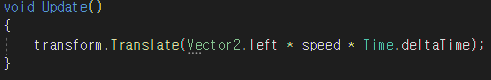 void Update()
{
transform.Translate(Vector2.left * speed * Time.deltaTime);
}